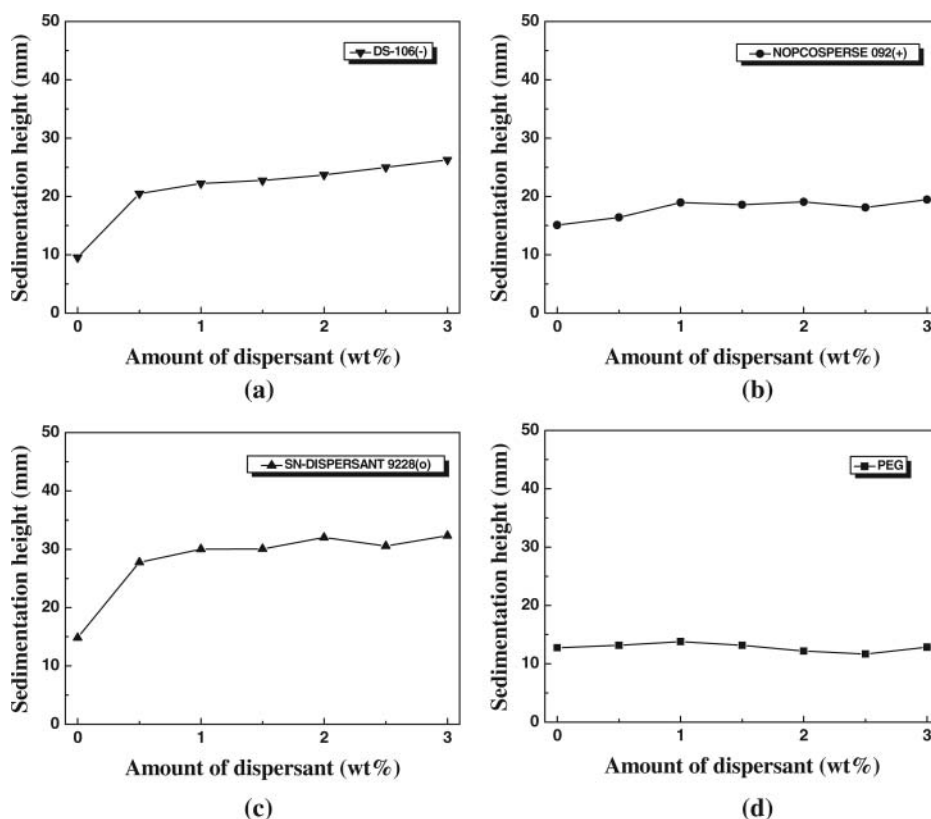 DS-106(-)
Sedimentation height (mm)
50
40
30
20
10
0
0 1 2 3
Amount of dispersant (wt%)
(a)
NOPCOSPERSE 092(+)
Sedimentation height (mm)
50
40
30
20
10
0
0 1 2 3
Amount of dispersant (wt%)
(b)
SN-DISPERSANT 9228(o)
Sedimentation height (mm)
50
40
30
20
10
0
0 1 2 3
Amount of dispersant (wt%)
(c)
PEG
Sedimentation height (mm)
50
40
30
20
10
0
0 1 2 3
Amount of dispersant (wt%)
(d)